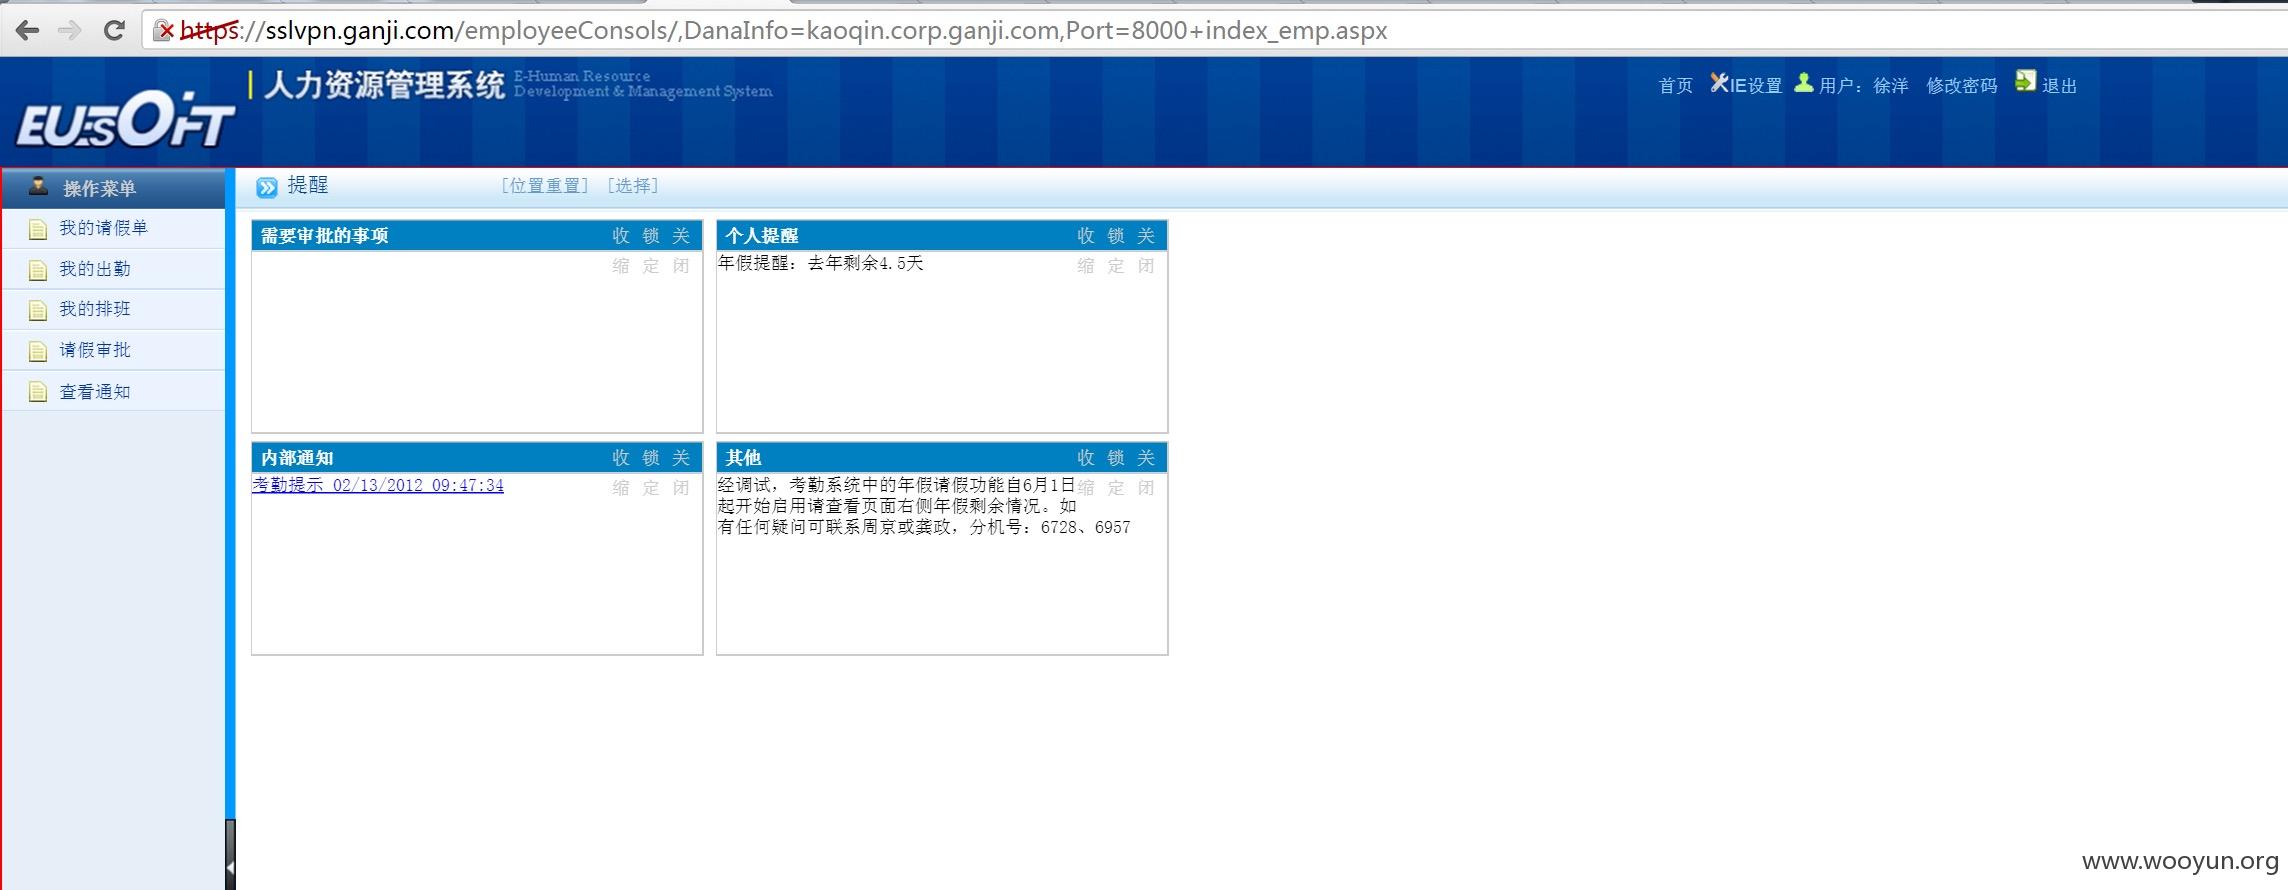 https://sslvpn.ganji.com/employeeConsols/,DanaInfo=kaoqin.corp.ganji.com,Port=8000+index_emp.aspx
EUSOFT
人力资源管理系统
E-Human Resource
Development & Management System
首页 IE设置 用户：徐洋 修改密码 退出
操作菜单
我的请假单
我的出勤
我的排班
请假审批
查看通知
提醒 [位置重置] [选择]
需要审批的事项 收缩 锁定 关闭
个人提醒 收缩 锁定 关闭
年假提醒：去年剩余4.5天
内部通知 收缩 锁定 关闭
考勤提示 02/13/2012 09:47:34
其他 收缩 锁定 关闭
经调试，考勤系统中的年假请假功能自6月1日
起开始启用请查看页面右侧年假剩余情况。如
有任何疑问可联系周京或龚政，分机号：6728、6957
www.wooyun.org